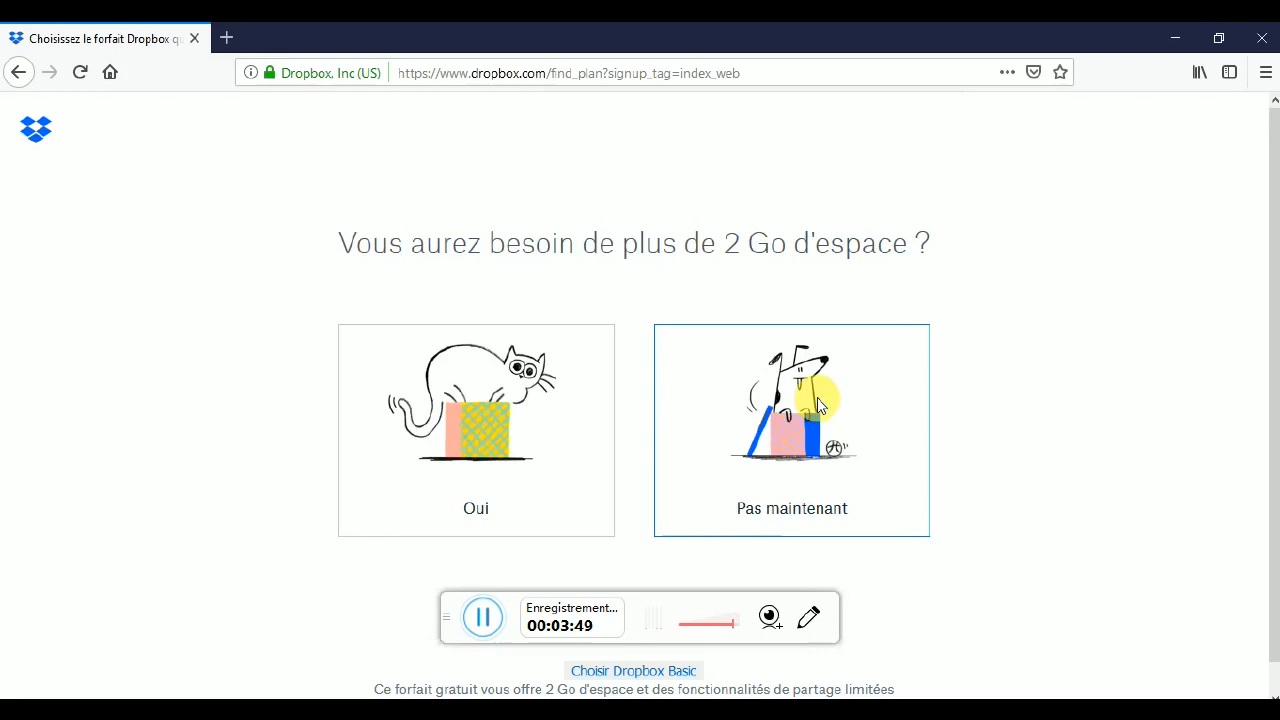 Choisissez le forfait Dropbox qu
Dropbox, Inc (US)
https://www.dropbox.com/find_plan?signup_tag=index_web
Vous aurez besoin de plus de 2 Go d'espace ?
Oui
Pas maintenant
Enregistrement...
00:03:49
Choisir Dropbox Basic
Ce forfait gratuit vous offre 2 Go d'espace et des fonctionnalités de partage limitées